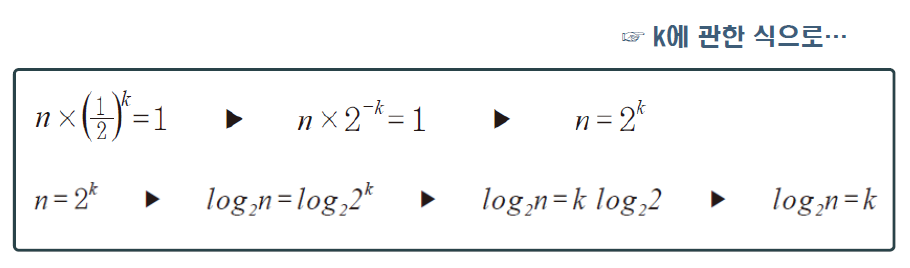 ☞ k에 관한 식으로…
n × (1/2)^k = 1 ▶ n × 2^-k = 1 ▶ n = 2^k
n = 2^k ▶ log₂n = log₂2^k ▶ log₂n = k log₂2 ▶ log₂n = k